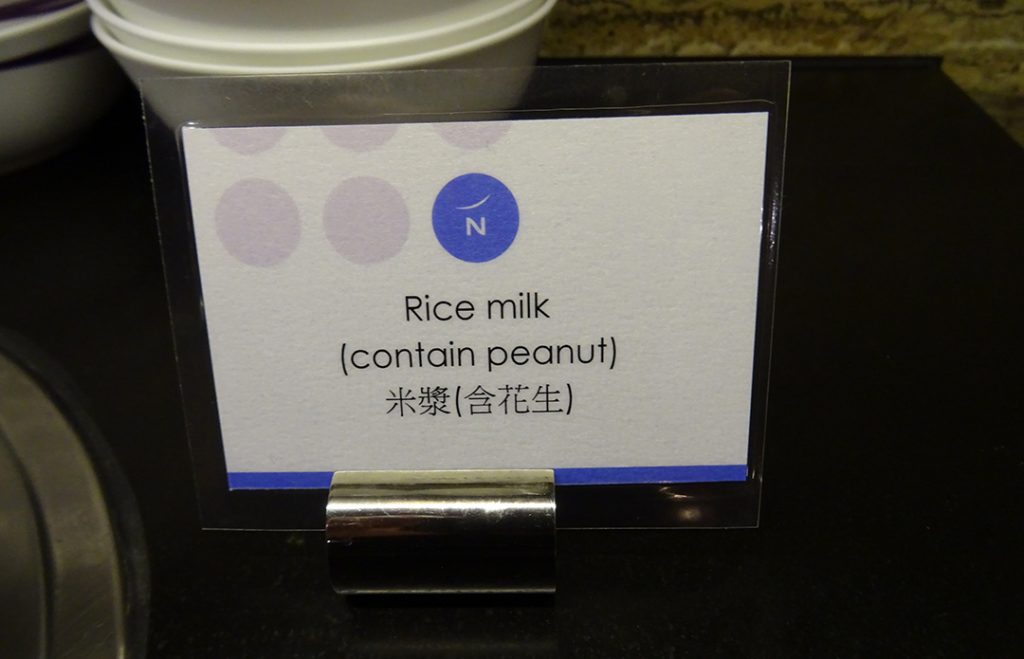 N
Rice milk
(contain peanut)
米漿(含花生)